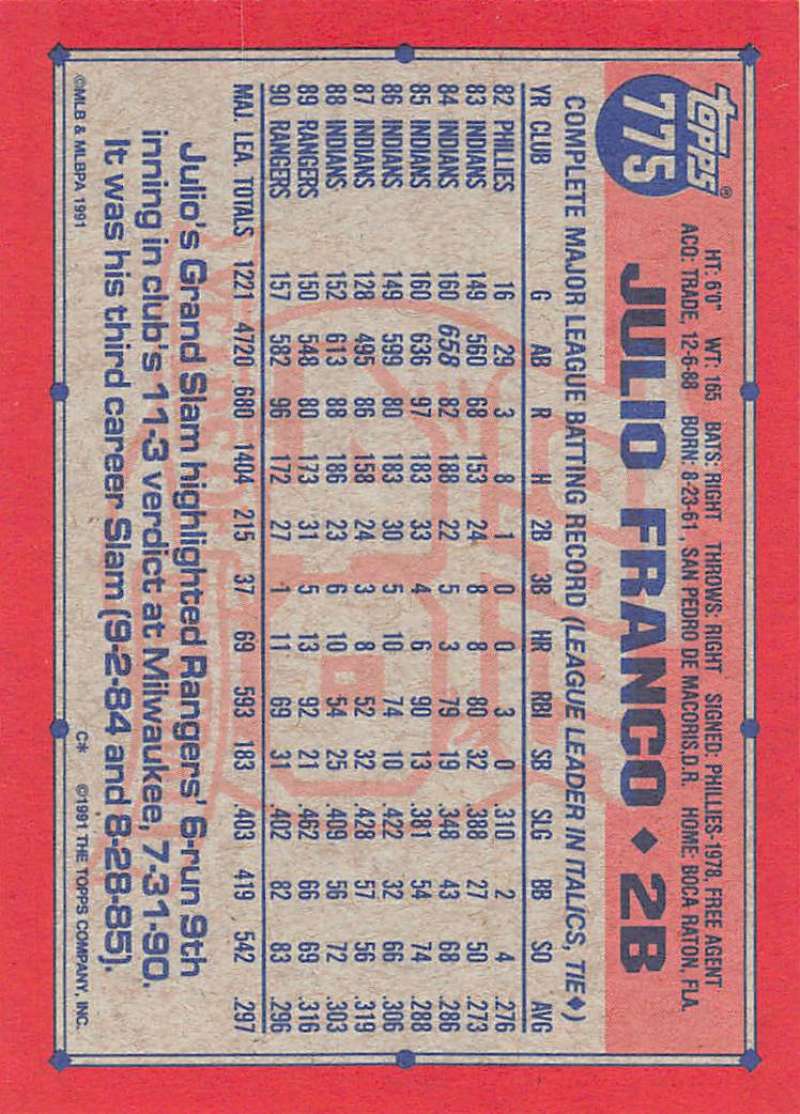 topps®
775
HT: 6'0" WT: 165 BATS: RIGHT THROWS: RIGHT SIGNED: PHILLIES-1978, FREE AGENT
ACQ: TRADE, 12-6-88 BORN: 8-23-61, SAN PEDRO DE MACORIS,D.R. HOME: BOCA RATON, FLA.
JULIO FRANCO ♦ 2B
COMPLETE MAJOR LEAGUE BATTING RECORD (LEAGUE LEADER IN ITALICS, TIE♦)
YR CLUB G AB R H 2B 3B HR RBI SB SLG BB SO AVG
82 PHILLIES 16 29 3 8 1 0 0 3 0 .310 2 4 .276
83 INDIANS 149 560 68 153 24 8 8 80 32 .388 27 50 .273
84 INDIANS 160 658 82 188 22 5 3 79 19 .348 43 68 .286
85 INDIANS 160 636 97 183 33 4 6 90 13 .381 54 74 .288
86 INDIANS 149 599 80 183 30 5 10 74 10 .422 32 66 .306
87 INDIANS 128 495 86 158 24 3 8 52 32 .428 57 56 .319
88 INDIANS 152 613 88 186 23 6 10 54 25 .409 56 72 .303
89 RANGERS 150 548 80 173 31 5 13 92 21 .462 66 69 .316
90 RANGERS 157 582 96 172 27 1 11 69 31 .402 82 83 .296
MAJ. LEA. TOTALS 1221 4720 680 1404 215 37 69 593 183 .403 419 542 .297
Julio's Grand Slam highlighted Rangers' 6-run 9th
inning in club's 11-3 verdict at Milwaukee, 7-31-90.
It was his third career Slam (9-2-84 and 8-28-85).
©MLB & MLBPA 1991 C* ©1991 THE TOPPS COMPANY, INC.